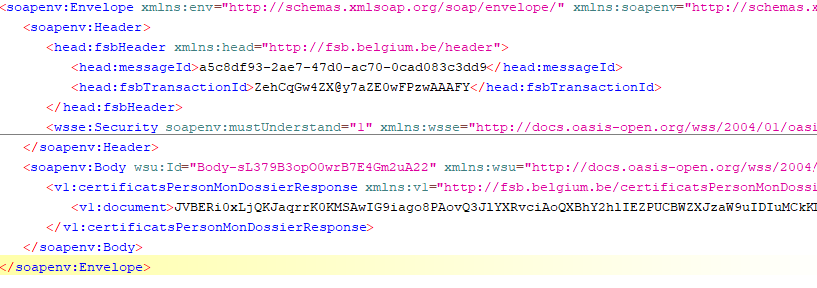 <soapenv:Envelope xmlns:env="http://schemas.xmlsoap.org/soap/envelope/" xmlns:soapenv="http://schemas.x
<soapenv:Header>
<head:fsbHeader xmlns:head="http://fsb.belgium.be/header">
<head:messageId>a5c8df93-2ae7-47d0-ac70-0cad083c3dd9</head:messageId>
<head:fsbTransactionId>ZehCqGw4ZX@y7aZE0wFPzwAAAFY</head:fsbTransactionId>
</head:fsbHeader>
<wsse:Security soapenv:mustUnderstand="1" xmlns:wsse="http://docs.oasis-open.org/wss/2004/01/oasi
</soapenv:Header>
<soapenv:Body wsu:Id="Body-sL379B3opO0wrB7E4Gm2uA22" xmlns:wsu="http://docs.oasis-open.org/wss/2004/
<v1:certificatsPersonMonDossierResponse xmlns:v1="http://fsb.belgium.be/certificatsPersonMonDossi
<v1:document>JVBERi0xLjQKJaqrrK0KMSAwIG9iago8PAovQ3JlYXRvciAoQXBhY2hlIEZPUCBWZXJzaW9uIDIuMCkKL
</v1:certificatsPersonMonDossierResponse>
</soapenv:Body>
</soapenv:Envelope>